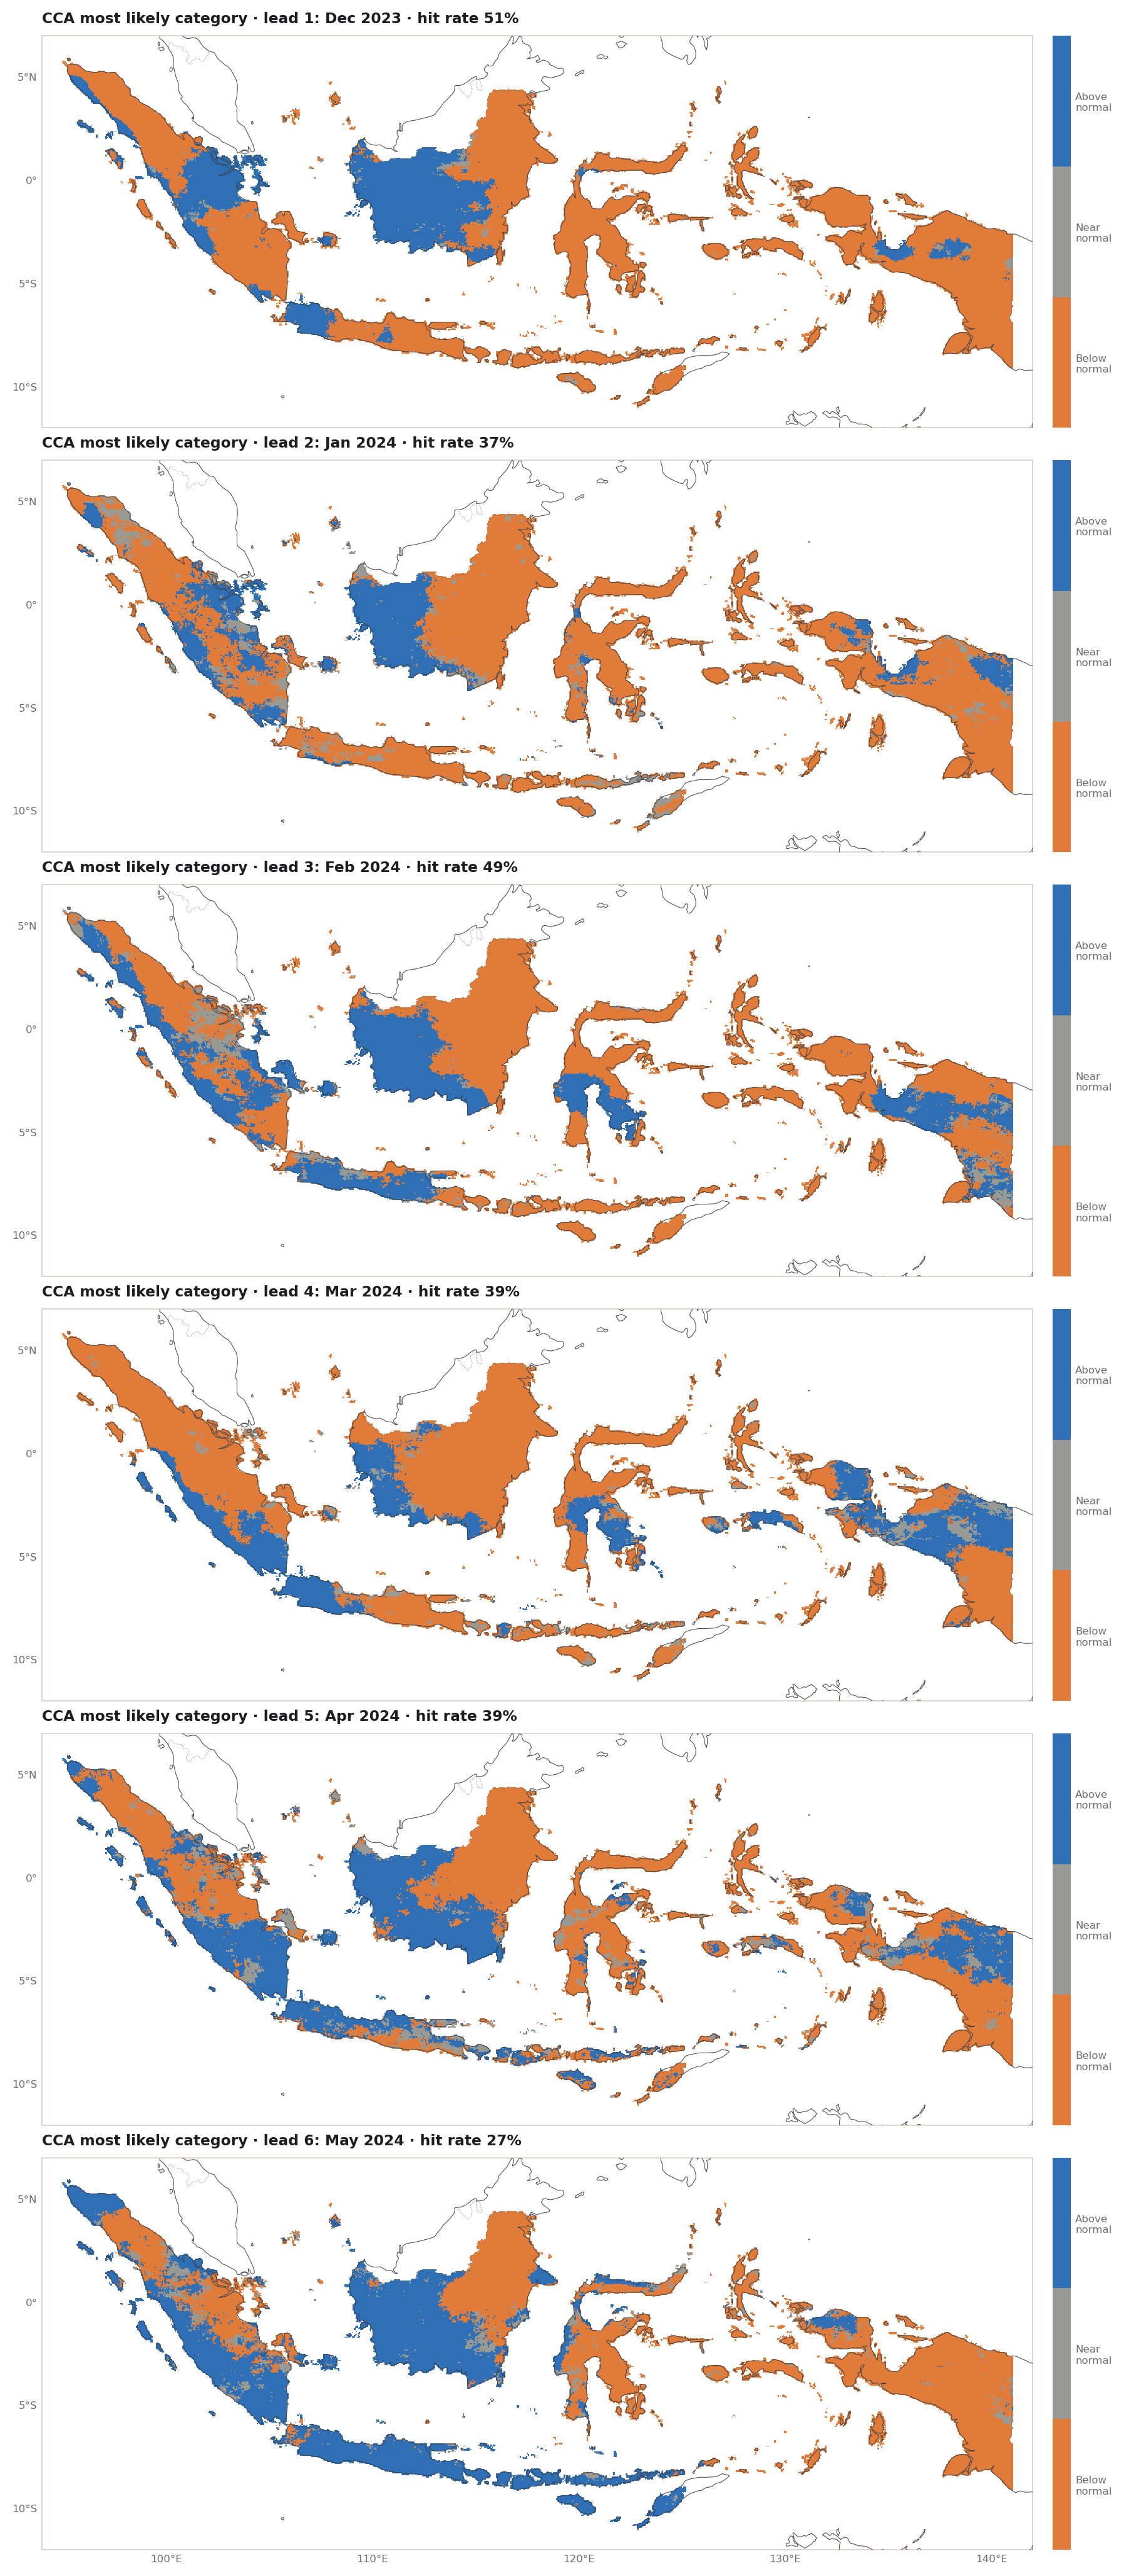 CCA most likely category · lead 1: Dec 2023 · hit rate 51%
5°N
0°
5°S
10°S
Above
normal
Near
normal
Below
normal
CCA most likely category · lead 2: Jan 2024 · hit rate 37%
5°N
0°
5°S
10°S
Above
normal
Near
normal
Below
normal
CCA most likely category · lead 3: Feb 2024 · hit rate 49%
5°N
0°
5°S
10°S
Above
normal
Near
normal
Below
normal
CCA most likely category · lead 4: Mar 2024 · hit rate 39%
5°N
0°
5°S
10°S
Above
normal
Near
normal
Below
normal
CCA most likely category · lead 5: Apr 2024 · hit rate 39%
5°N
0°
5°S
10°S
Above
normal
Near
normal
Below
normal
CCA most likely category · lead 6: May 2024 · hit rate 27%
5°N
0°
5°S
10°S
Above
normal
Near
normal
Below
normal
100°E 110°E 120°E 130°E 140°E